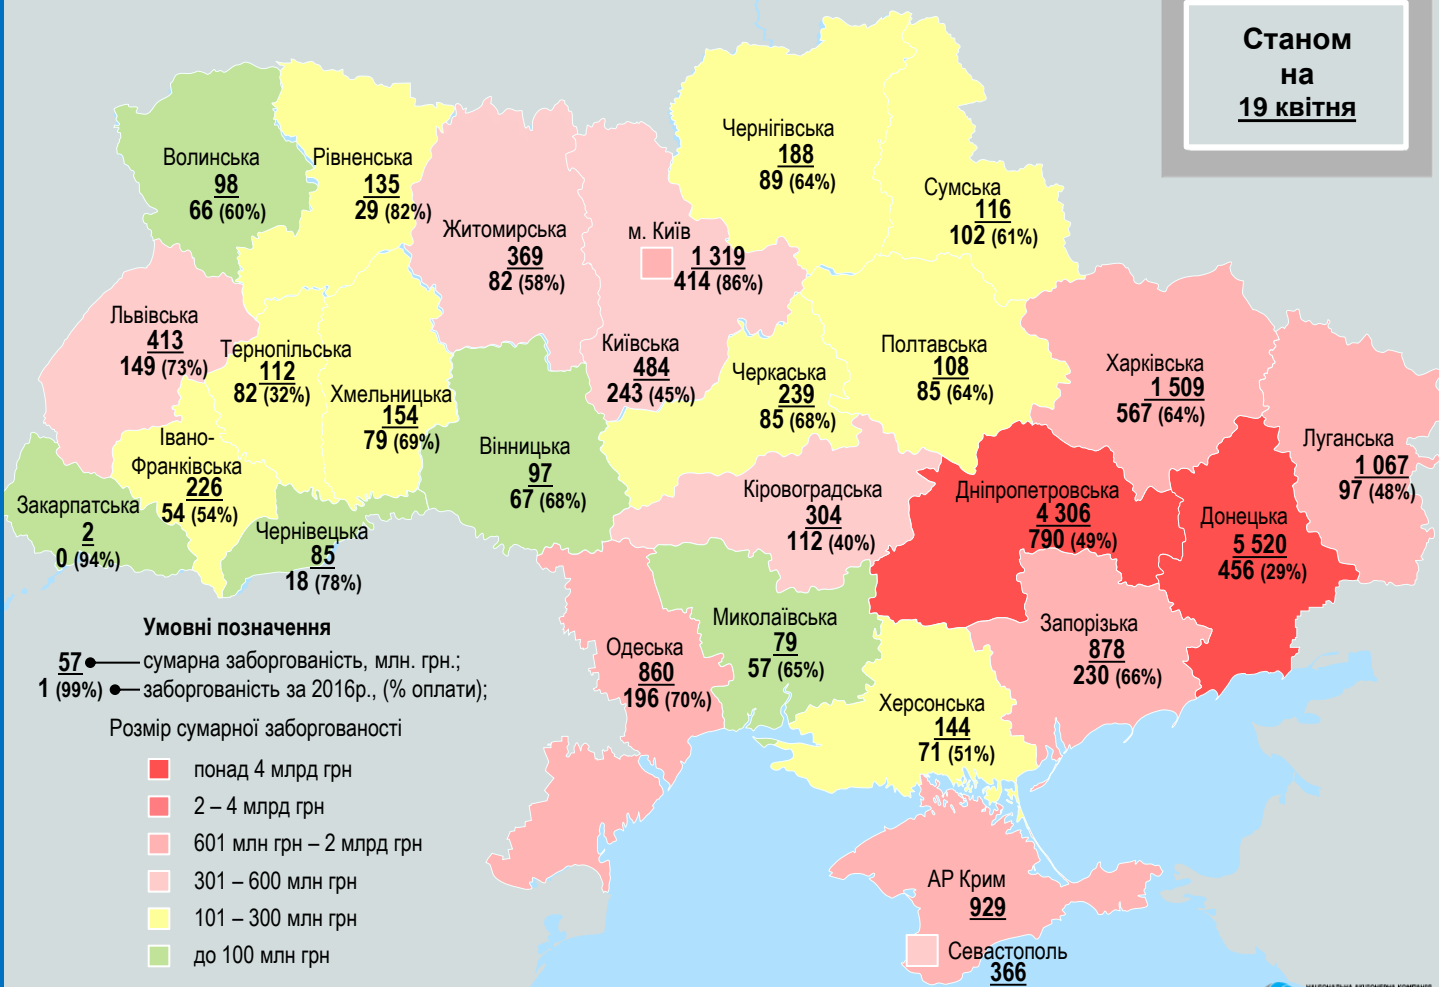 Станом
на
19 квітня
Волинська
98
66 (60%)
Рівненська
135
29 (82%)
Житомирська
369
82 (58%)
м. Київ
1 319
414 (86%)
Чернігівська
188
89 (64%)
Сумська
116
102 (61%)
Львівська
413
149 (73%)
Тернопільська
112
82 (32%)
Хмельницька
154
79 (69%)
Київська
484
243 (45%)
Черкаська
239
85 (68%)
Полтавська
108
85 (64%)
Харківська
1 509
567 (64%)
Луганська
1 067
97 (48%)
Івано-
Франківська
226
54 (54%)
Вінницька
97
67 (68%)
Кіровоградська
304
112 (40%)
Дніпропетровська
4 306
790 (49%)
Донецька
5 520
456 (29%)
Закарпатська
2
0 (94%)
Чернівецька
85
18 (78%)
Одеська
860
196 (70%)
Миколаївська
79
57 (65%)
Запорізька
878
230 (66%)
Херсонська
144
71 (51%)
АР Крим
929
Севастополь
366
Умовні позначення
57 сумарна заборгованість, млн. грн.;
1 (99%) заборгованість за 2016р., (% оплати);
Розмір сумарної заборгованості
понад 4 млрд грн
2 – 4 млрд грн
601 млн грн – 2 млрд грн
301 – 600 млн грн
101 – 300 млн грн
до 100 млн грн